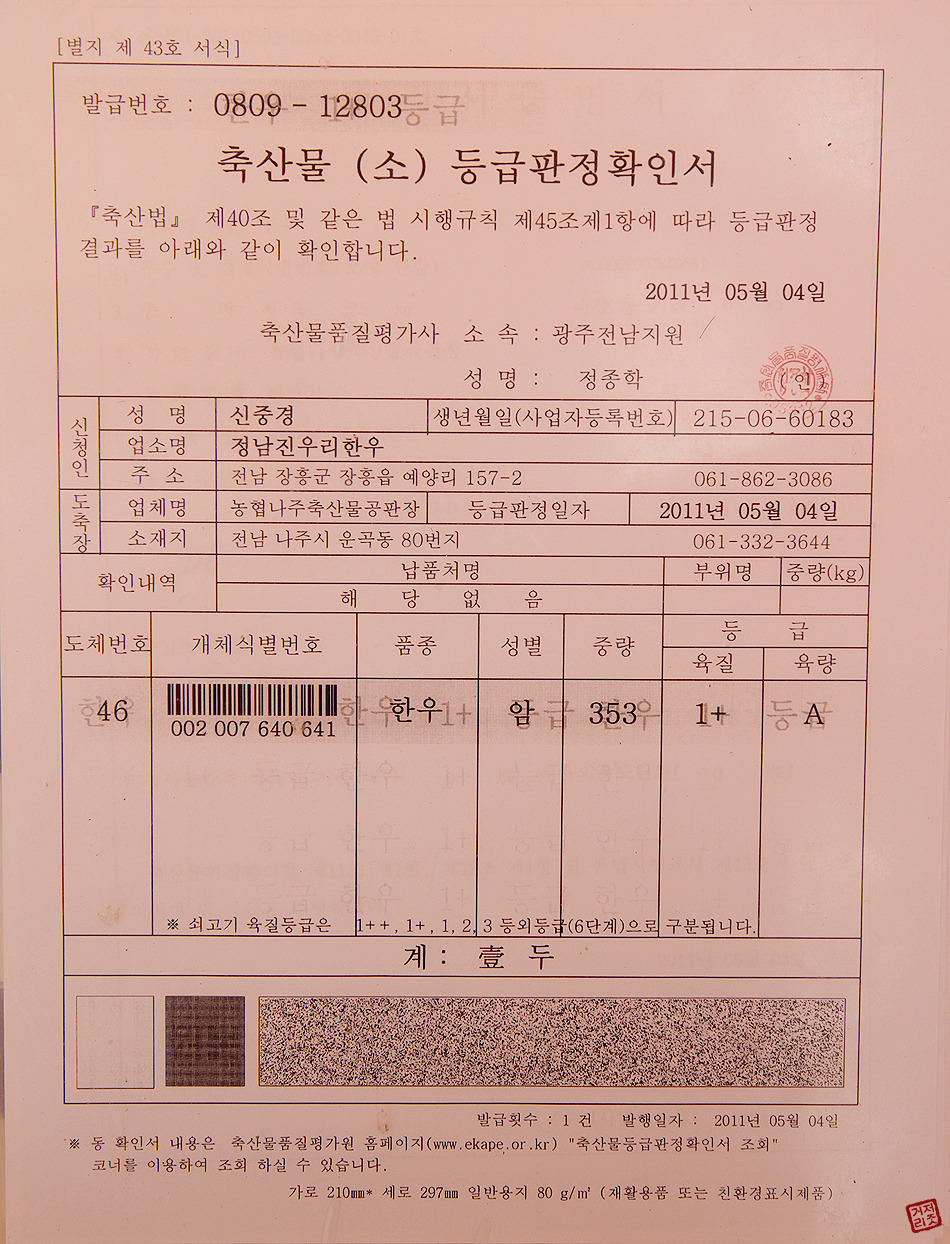 [별지 제 43호 서식]
발급번호 : 0809 - 12803
축산물 (소) 등급판정확인서
『축산법』 제40조 및 같은 법 시행규칙 제45조제1항에 따라 등급판정
결과를 아래와 같이 확인합니다.
2011년 05월 04일
축산물품질평가사 소 속 : 광주전남지원
성 명 : 정종학 (인)
신청인
성 명 신중경 생년월일(사업자등록번호) 215-06-60183
업소명 정남진우리한우
주 소 전남 장흥군 장흥읍 예양리 157-2 061-862-3086
도축장
업체명 농협나주축산물공판장 등급판정일자 2011년 05월 04일
소재지 전남 나주시 운곡동 80번지 061-332-3644
확인내역 납품처명 부위명 중량(kg)
해 당 없 음
도체번호 개체식별번호 품종 성별 중량 등 급
육질 육량
46 002 007 640 641 한우 암 353 1+ A
※ 쇠고기 육질등급은 1++, 1+, 1, 2, 3 등외등급(6단계)으로 구분됩니다.
계 : 壹 두
발급횟수 : 1 건 발행일자 : 2011년 05월 04일
※ 동 확인서 내용은 축산물품질평가원 홈페이지(www.ekape.or.kr) "축산물등급판정확인서 조회"
코너를 이용하여 조회 하실 수 있습니다.
가로 210㎜* 세로 297㎜ 일반용지 80 g/㎡ (재활용품 또는 친환경표시제품)